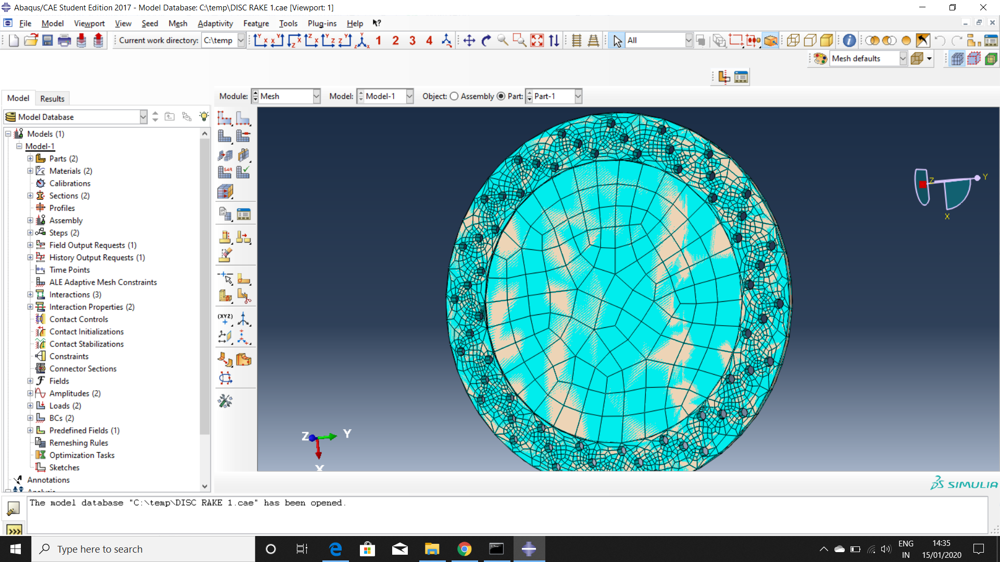 Abaqus/CAE Student Edition 2017 - Model Database: C:\temp\DISC RAKE 1.cae [Viewport: 1]
File Model Viewport View Seed Mesh Adaptivity Feature Tools Plug-ins Help
Current work directory: C:\temp 1 2 3 4 All
Mesh defaults
Model Results
Module: Mesh Model: Model-1 Object: Assembly Part: Part-1
Model Database
Models (1)
Model-1
Parts (2)
Materials (2)
Calibrations
Sections (2)
Profiles
Assembly
Steps (2)
Field Output Requests (1)
History Output Requests (1)
Time Points
ALE Adaptive Mesh Constraints
Interactions (3)
Interaction Properties (2)
Contact Controls
Contact Initializations
Contact Stabilizations
Constraints
Connector Sections
Fields
Amplitudes (2)
Loads (2)
BCs (2)
Predefined Fields (1)
Remeshing Rules
Optimization Tasks
Sketches
Annotations
Analysis
S4R
(XYZ)
Z Y
X
Z Y
X
SIMULIA
The model database "C:\temp\DISC RAKE 1.cae" has been opened.
>>>
Type here to search
ENG
IN
14:35
15/01/2020